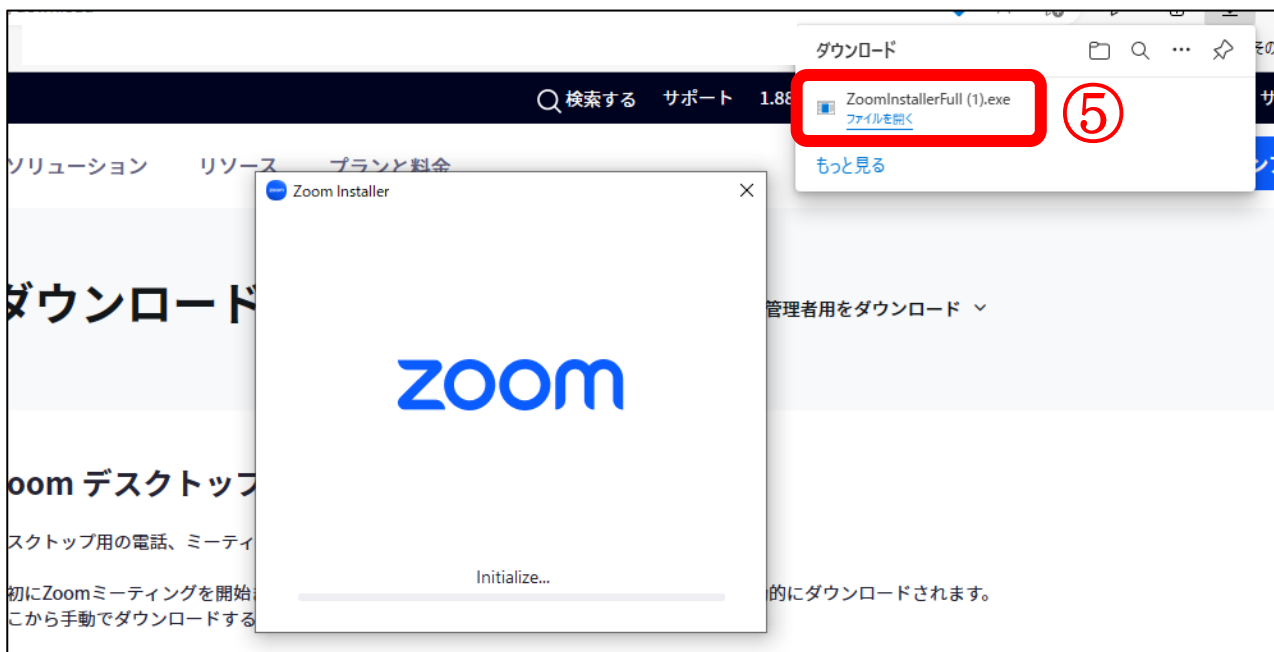 ダウンロード
検索する サポート 1.88
ZoomInstallerFull (1).exe
ファイルを開く
⑤
もっと見る
ソリューション リソース プランと料金
Zoom Installer
ダウンロード
管理者用をダウンロード
zoom
oom デスクトップ
スクトップ用の電話、ミーティ
Initialize...
初にZoomミーティングを開始
的にダウンロードされます。
こから手動でダウンロードする